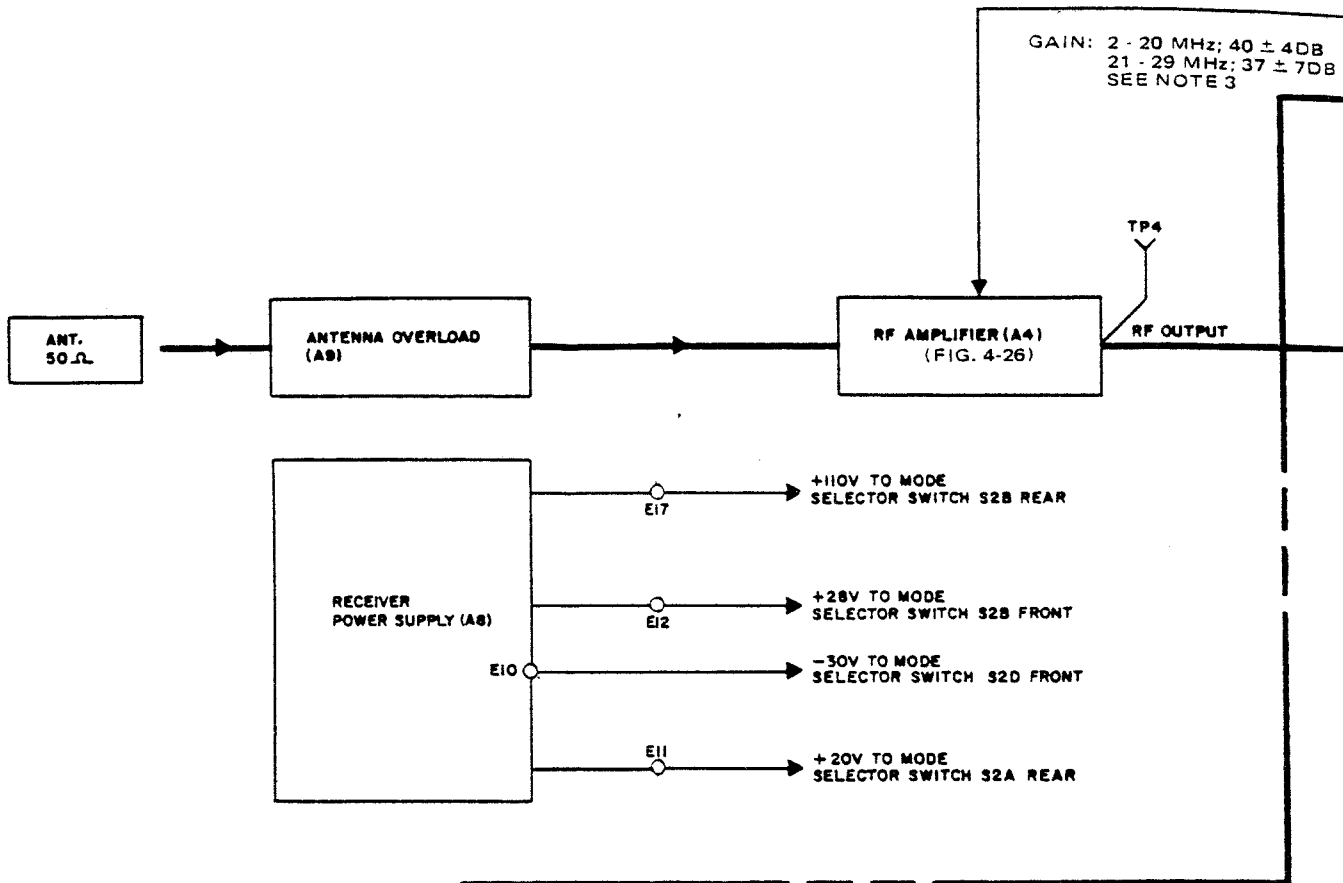 GAIN: 2 - 20 MHz; 40 ± 4DB
21 - 29 MHz; 37 ± 7DB
SEE NOTE 3
TP4
ANT.
50Ω
ANTENNA OVERLOAD
(A9)
RF AMPLIFIER (A4)
(FIG. 4-26)
RF OUTPUT
RECEIVER
POWER SUPPLY (A8)
E17
+110V TO MODE
SELECTOR SWITCH S2B REAR
E12
+28V TO MODE
SELECTOR SWITCH S2B FRONT
E10
-30V TO MODE
SELECTOR SWITCH S2D FRONT
E11
+20V TO MODE
SELECTOR SWITCH S2A REAR